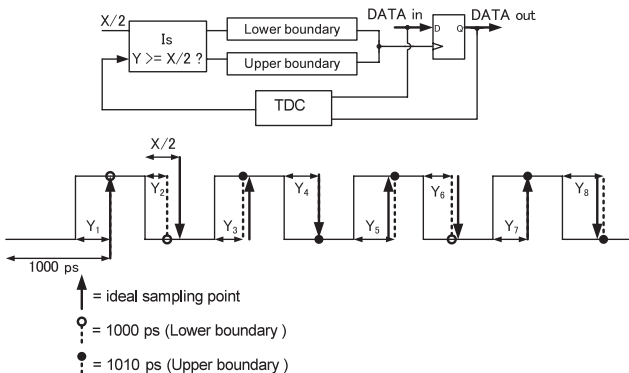 X/2
Is
Y >= X/2 ?
Lower boundary
Upper boundary
DATA in
DATA out
D
Q
TDC
X/2
Y1
Y2
Y3
Y4
Y5
Y6
Y7
Y8
1000 ps
= ideal sampling point
= 1000 ps (Lower boundary )
= 1010 ps (Upper boundary )